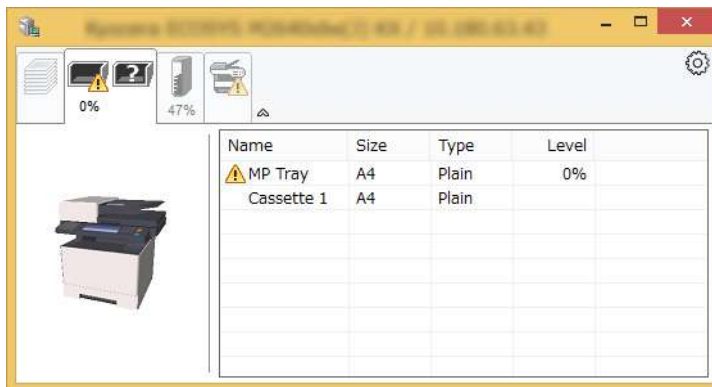 0%
?
47%
Name Size Type Level
MP Tray A4 Plain 0%
Cassette 1 A4 Plain